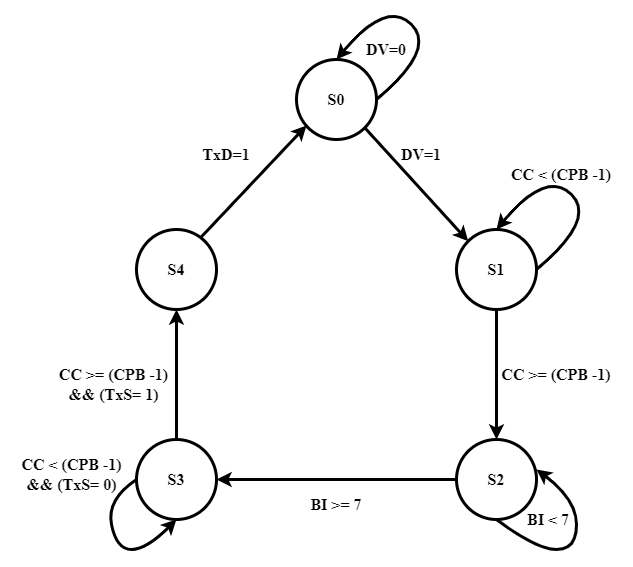 DV=0
S0
TxD=1
DV=1
CC < (CPB -1)
S4
S1
CC >= (CPB -1)
&& (TxS= 1)
CC >= (CPB -1)
CC < (CPB -1)
&& (TxS= 0)
S3
S2
BI >= 7
BI < 7